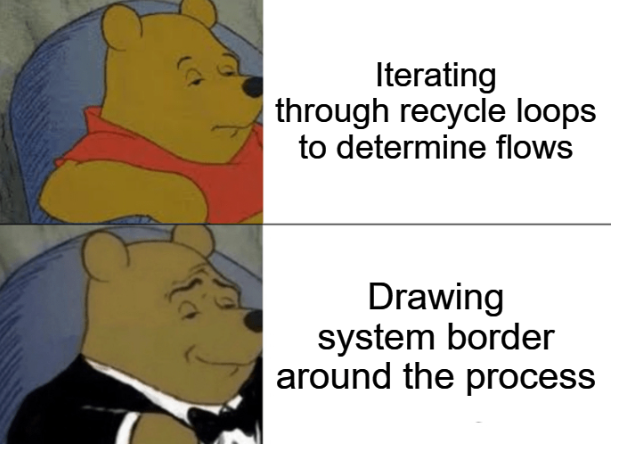 Iterating
through recycle loops
to determine flows
Drawing
system border
around the process